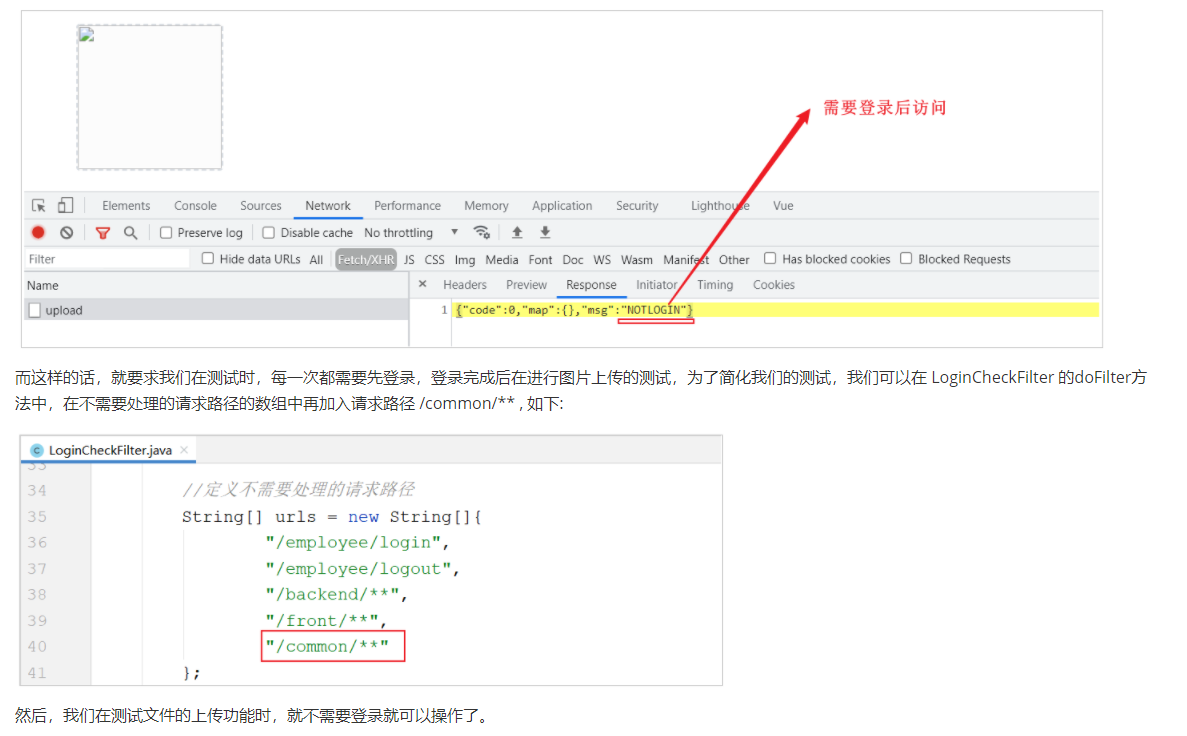 需要登录后访问
Elements Console Sources Network Performance Memory Application Security Lighthouse Vue
Preserve log Disable cache No throttling
Filter Hide data URLs All Fetch/XHR JS CSS Img Media Font Doc WS Wasm Manifest Other Has blocked cookies Blocked Requests
Name × Headers Preview Response Initiator Timing Cookies
upload 1 {"code":0,"map":{},"msg":"NOTLOGIN"}
而这样的话，就要求我们在测试时，每一次都需要先登录，登录完成后在进行图片上传的测试，为了简化我们的测试，我们可以在 LoginCheckFilter 的doFilter方
法中，在不需要处理的请求路径的数组中再加入请求路径 /common/** , 如下:
C LoginCheckFilter.java ×
33
34 //定义不需要处理的请求路径
35 String[] urls = new String[]{
36 "/employee/login",
37 "/employee/logout",
38 "/backend/**",
39 "/front/**",
40 "/common/**"
41 };
然后，我们在测试文件的上传功能时，就不需要登录就可以操作了。